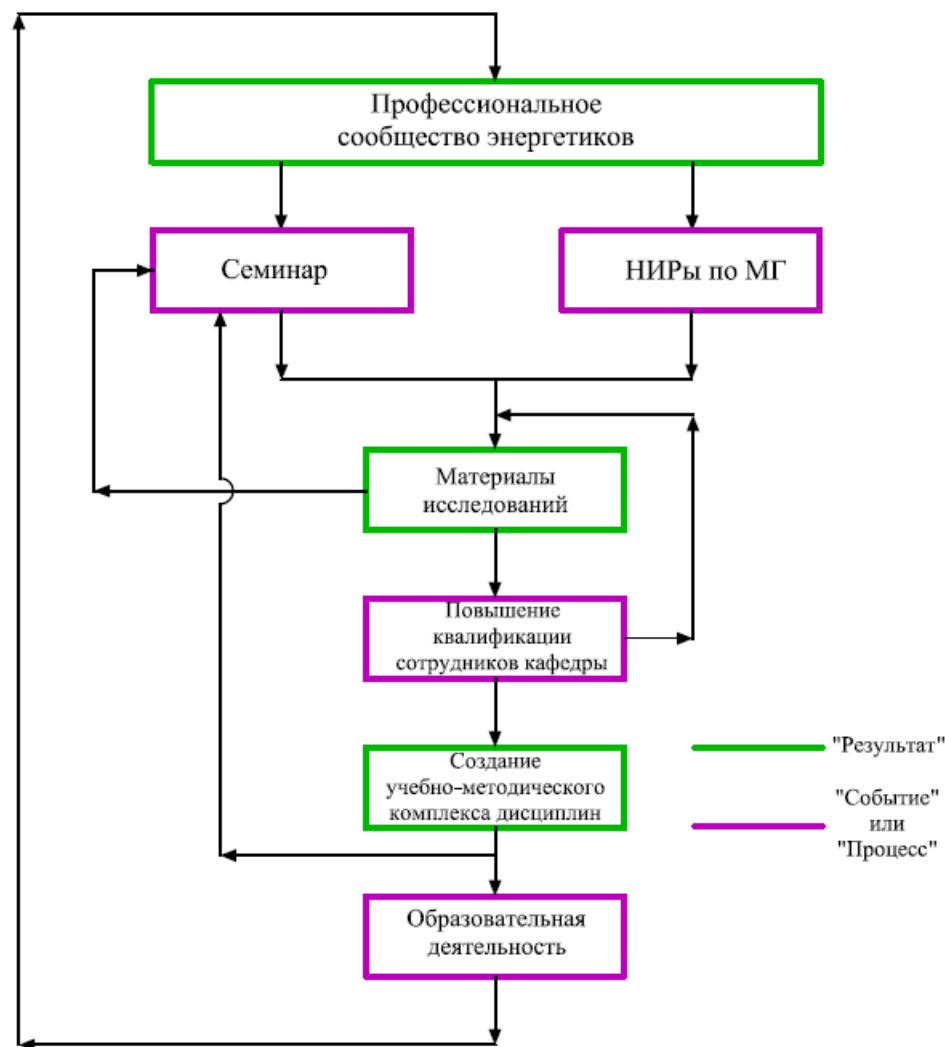 Профессиональное
сообщество энергетиков
Семинар
НИРы по МГ
Материалы
исследований
Повышение
квалификации
сотрудников кафедры
Создание
учебно-методического
комплекса дисциплин
"Результат"
"Событие"
или
"Процесс"
Образовательная
деятельность